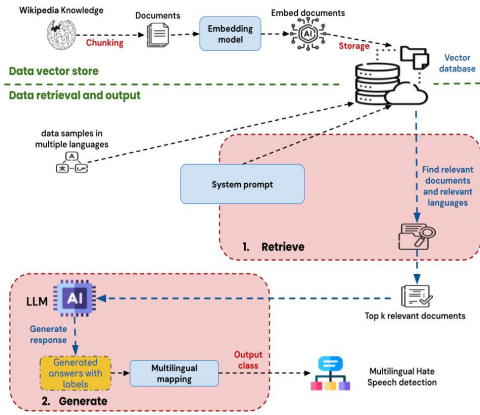 Wikipedia Knowledge
Documents
Embed documents
Chunking
Embedding
model
AI
Storage
Vector
database
Data vector store
Data retrieval and output
data samples in
multiple languages
A
System prompt
Find relevant
documents
and relevant
languages
1. Retrieve
LLM
AI
Top k relevant documents
Generate
response
Generated
answers with
labels
Multilingual
mapping
Output
class
Multilingual Hate
Speech detection
2. Generate